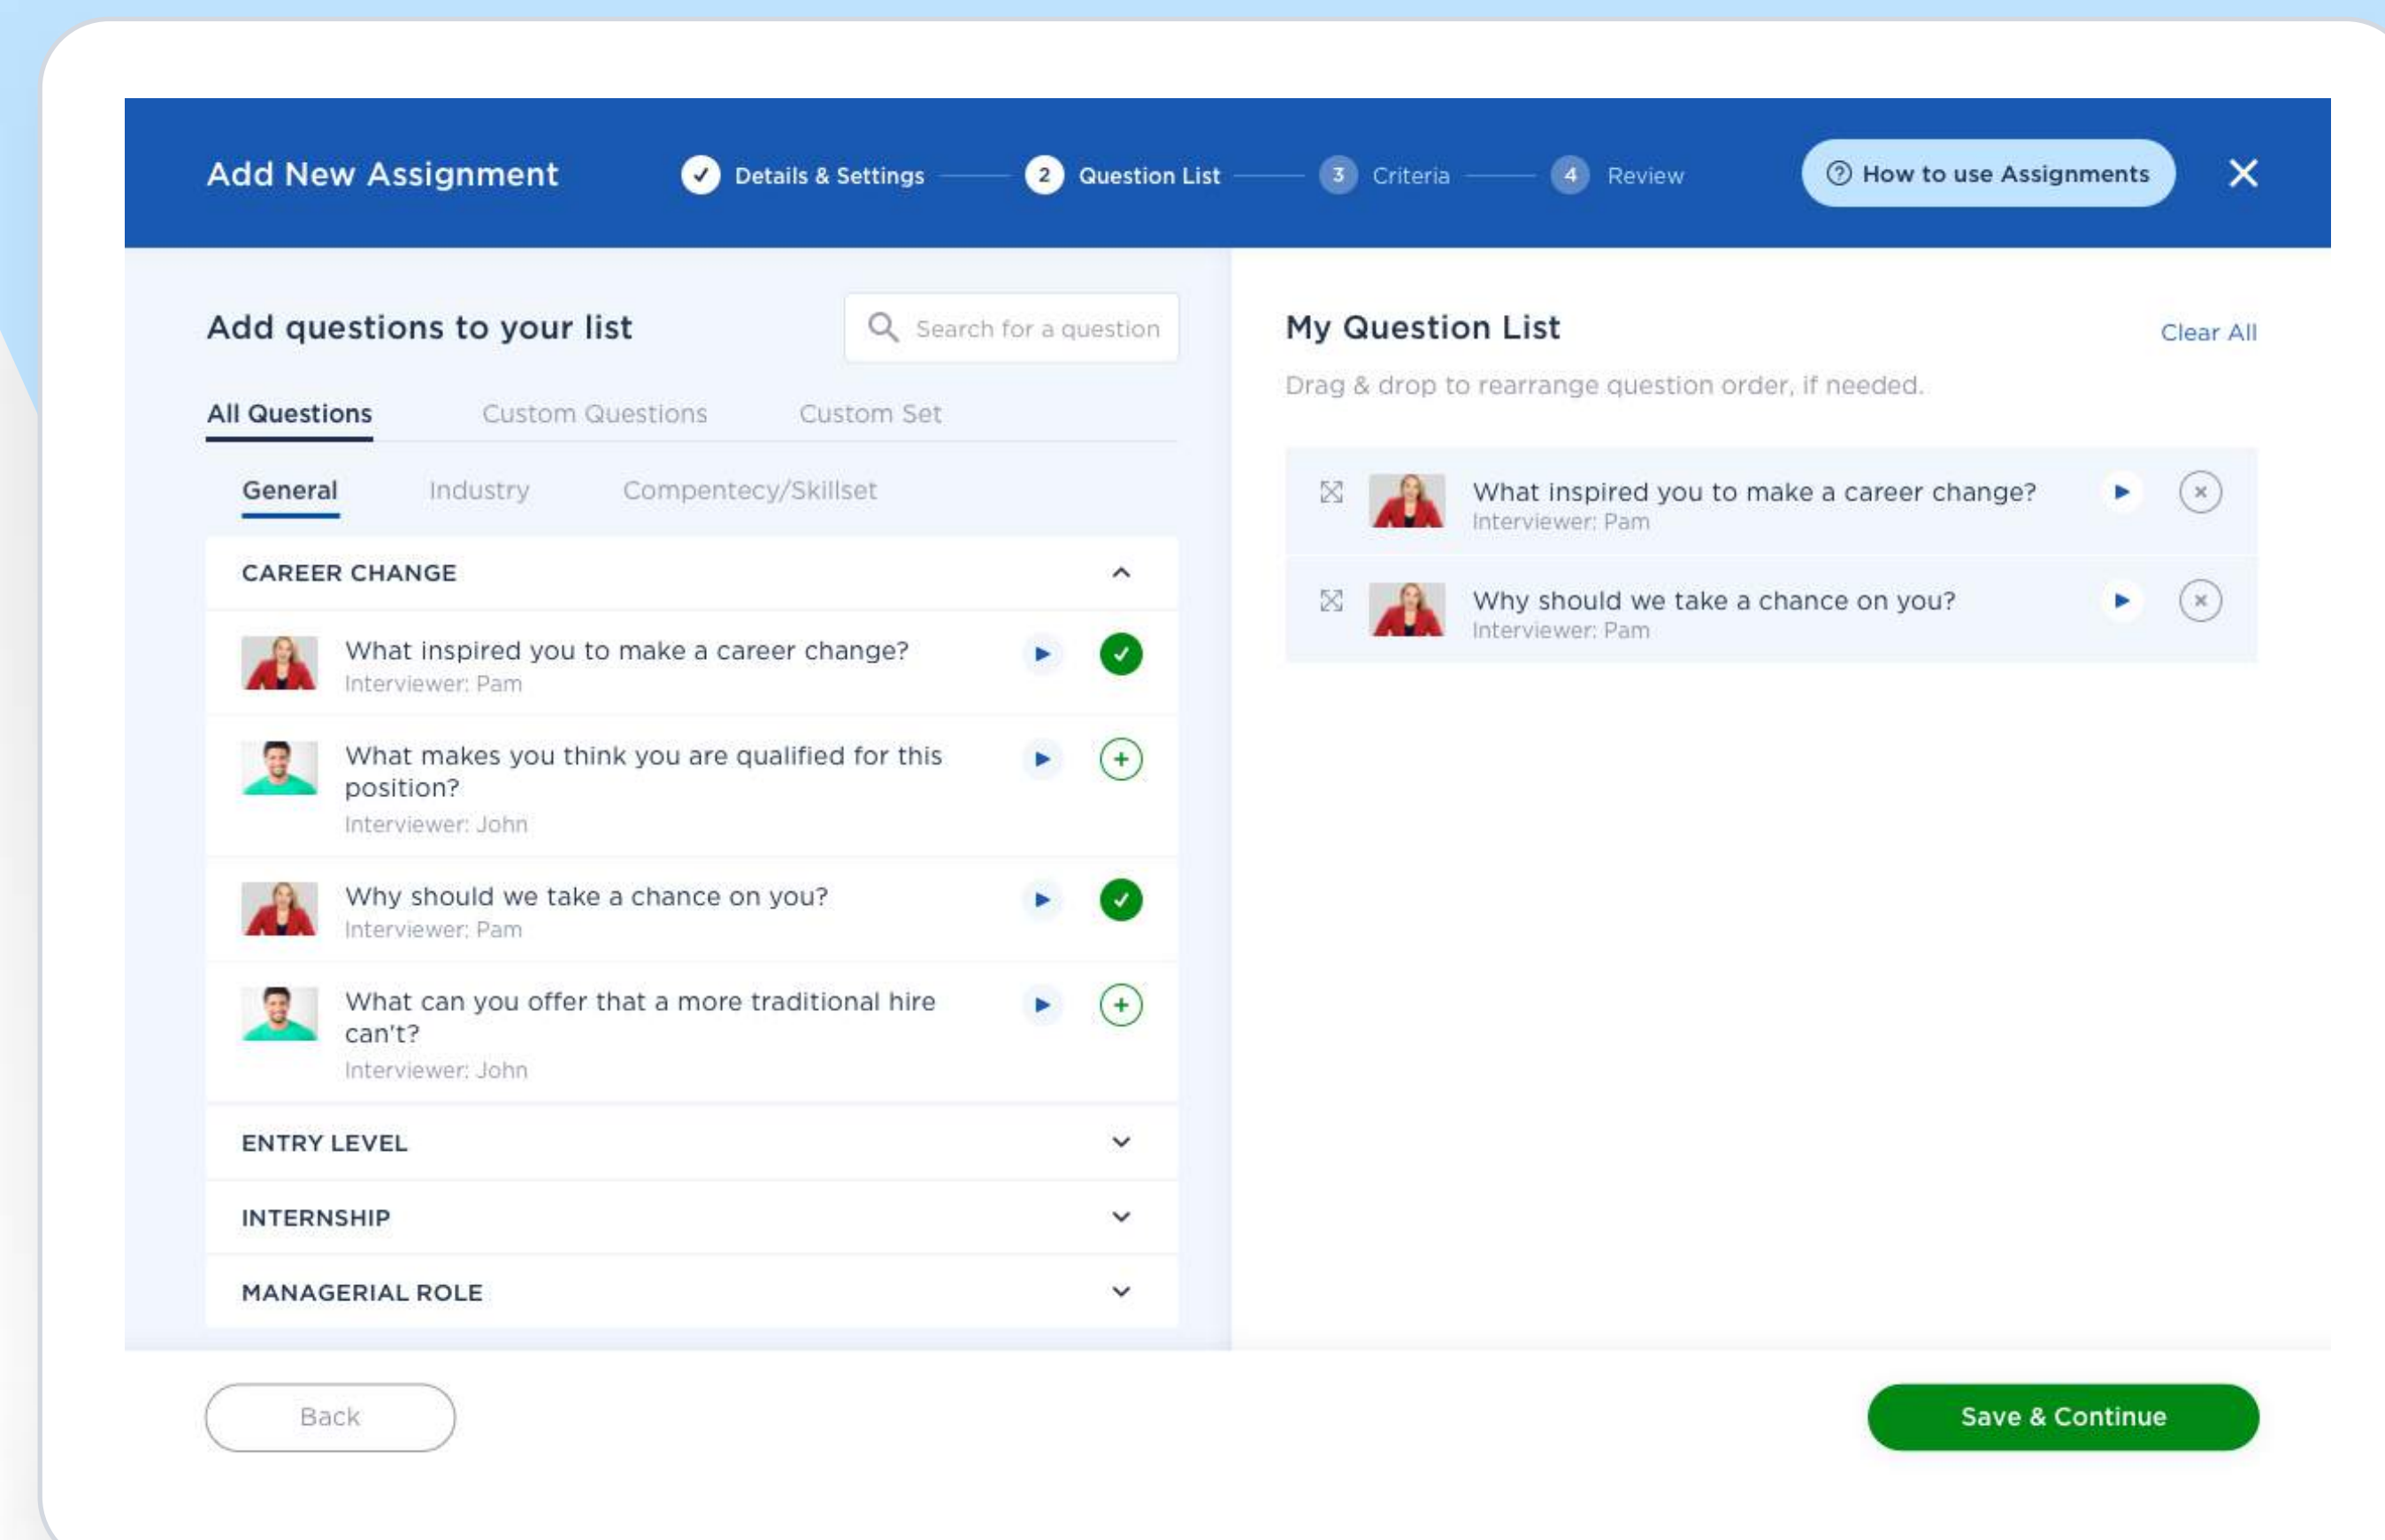 Add New Assignment
Details & Settings
2 Question List
3 Criteria
4 Review
? How to use Assignments
Add questions to your list
Search for a question
All Questions
Custom Questions
Custom Set
General
Industry
Compentecy/Skillset
CAREER CHANGE
What inspired you to make a career change?
Interviewer: Pam
What makes you think you are qualified for this
position?
Interviewer: John
Why should we take a chance on you?
Interviewer: Pam
What can you offer that a more traditional hire
can't?
Interviewer: John
ENTRY LEVEL
INTERNSHIP
MANAGERIAL ROLE
My Question List
Clear All
Drag & drop to rearrange question order, if needed.
What inspired you to make a career change?
Interviewer: Pam
Why should we take a chance on you?
Interviewer: Pam
Back
Save & Continue